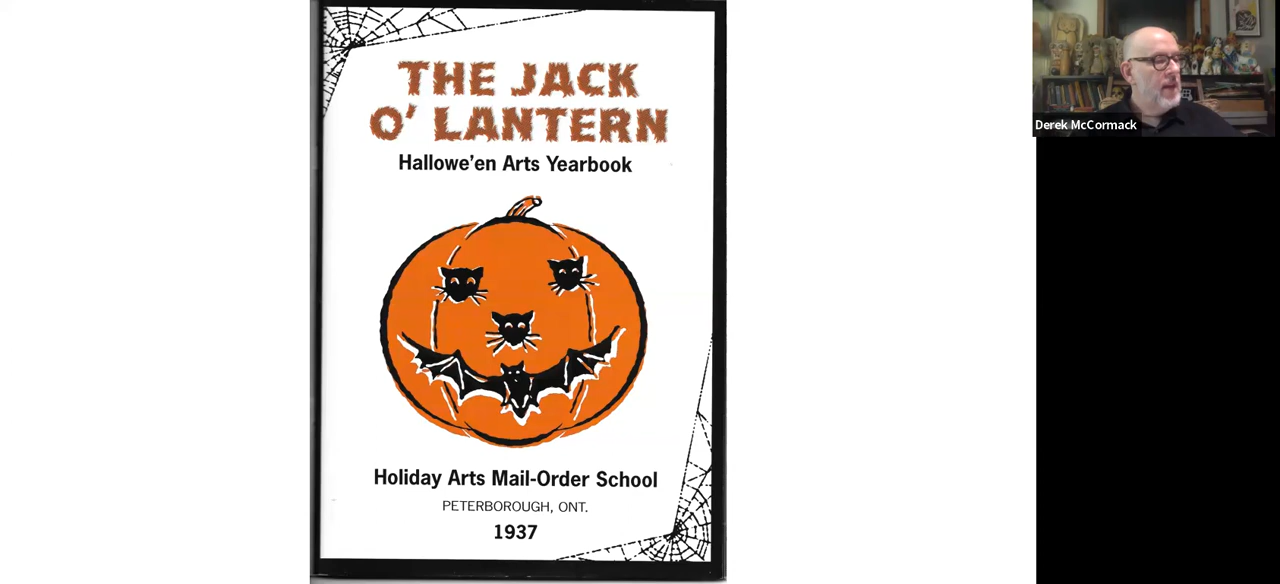 THE JACK
O' LANTERN
Hallowe'en Arts Yearbook
Holiday Arts Mail-Order School
PETERBOROUGH, ONT.
1937
Derek McCormack